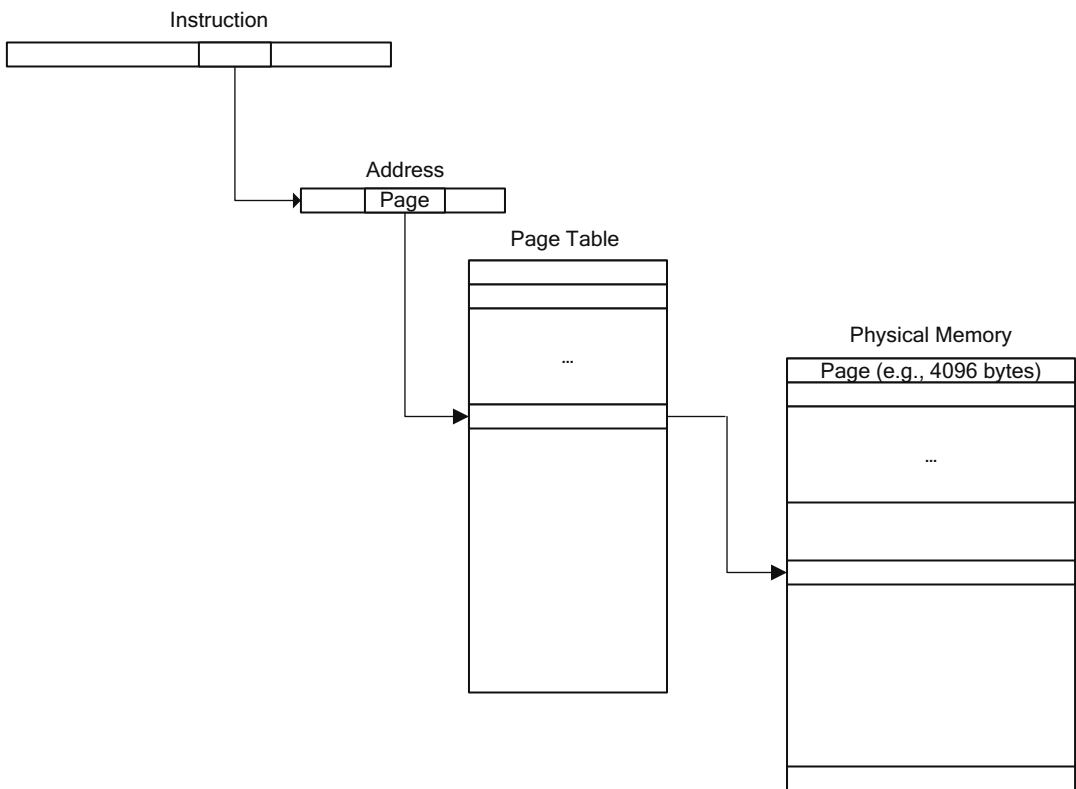 Instruction
Address
Page
Page Table
...
Physical Memory
Page (e.g., 4096 bytes)
...